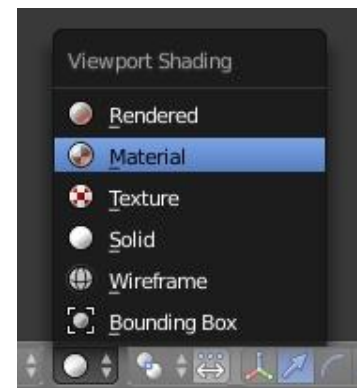 Viewport Shading
Rendered
Material
Texture
Solid
Wireframe
Bounding Box